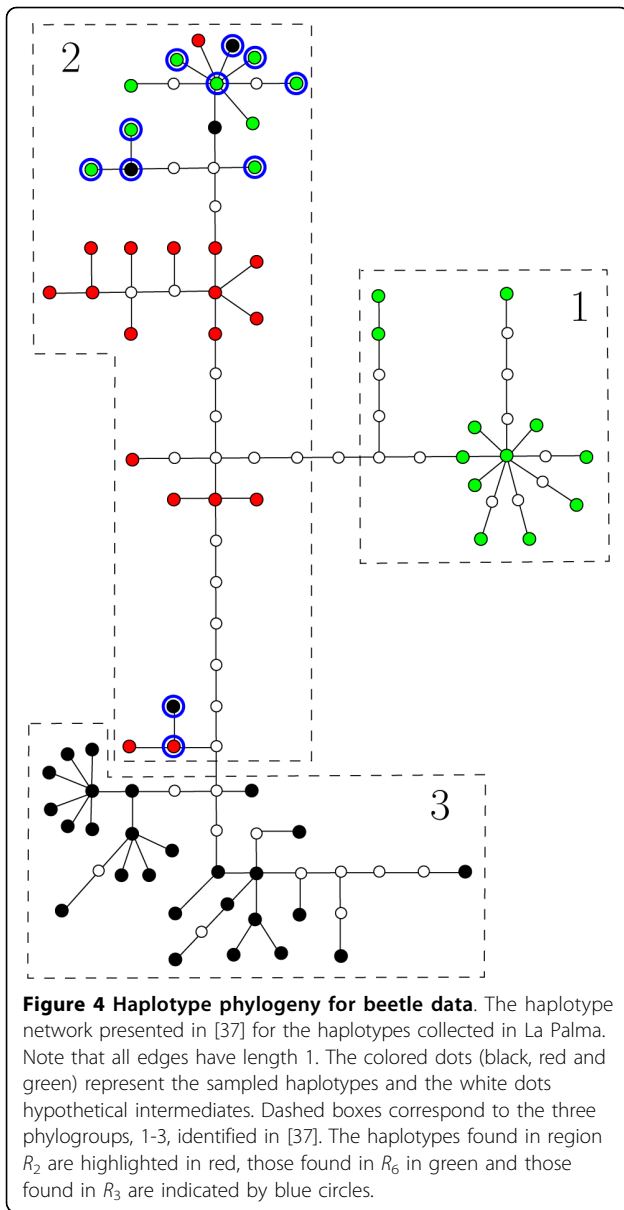 2
1
3
Figure 4 Haplotype phylogeny for beetle data. The haplotype
network presented in [37] for the haplotypes collected in La Palma.
Note that all edges have length 1. The colored dots (black, red and
green) represent the sampled haplotypes and the white dots
hypothetical intermediates. Dashed boxes correspond to the three
phylogroups, 1-3, identified in [37]. The haplotypes found in region
R₂ are highlighted in red, those found in R₆ in green and those
found in R₃ are indicated by blue circles.